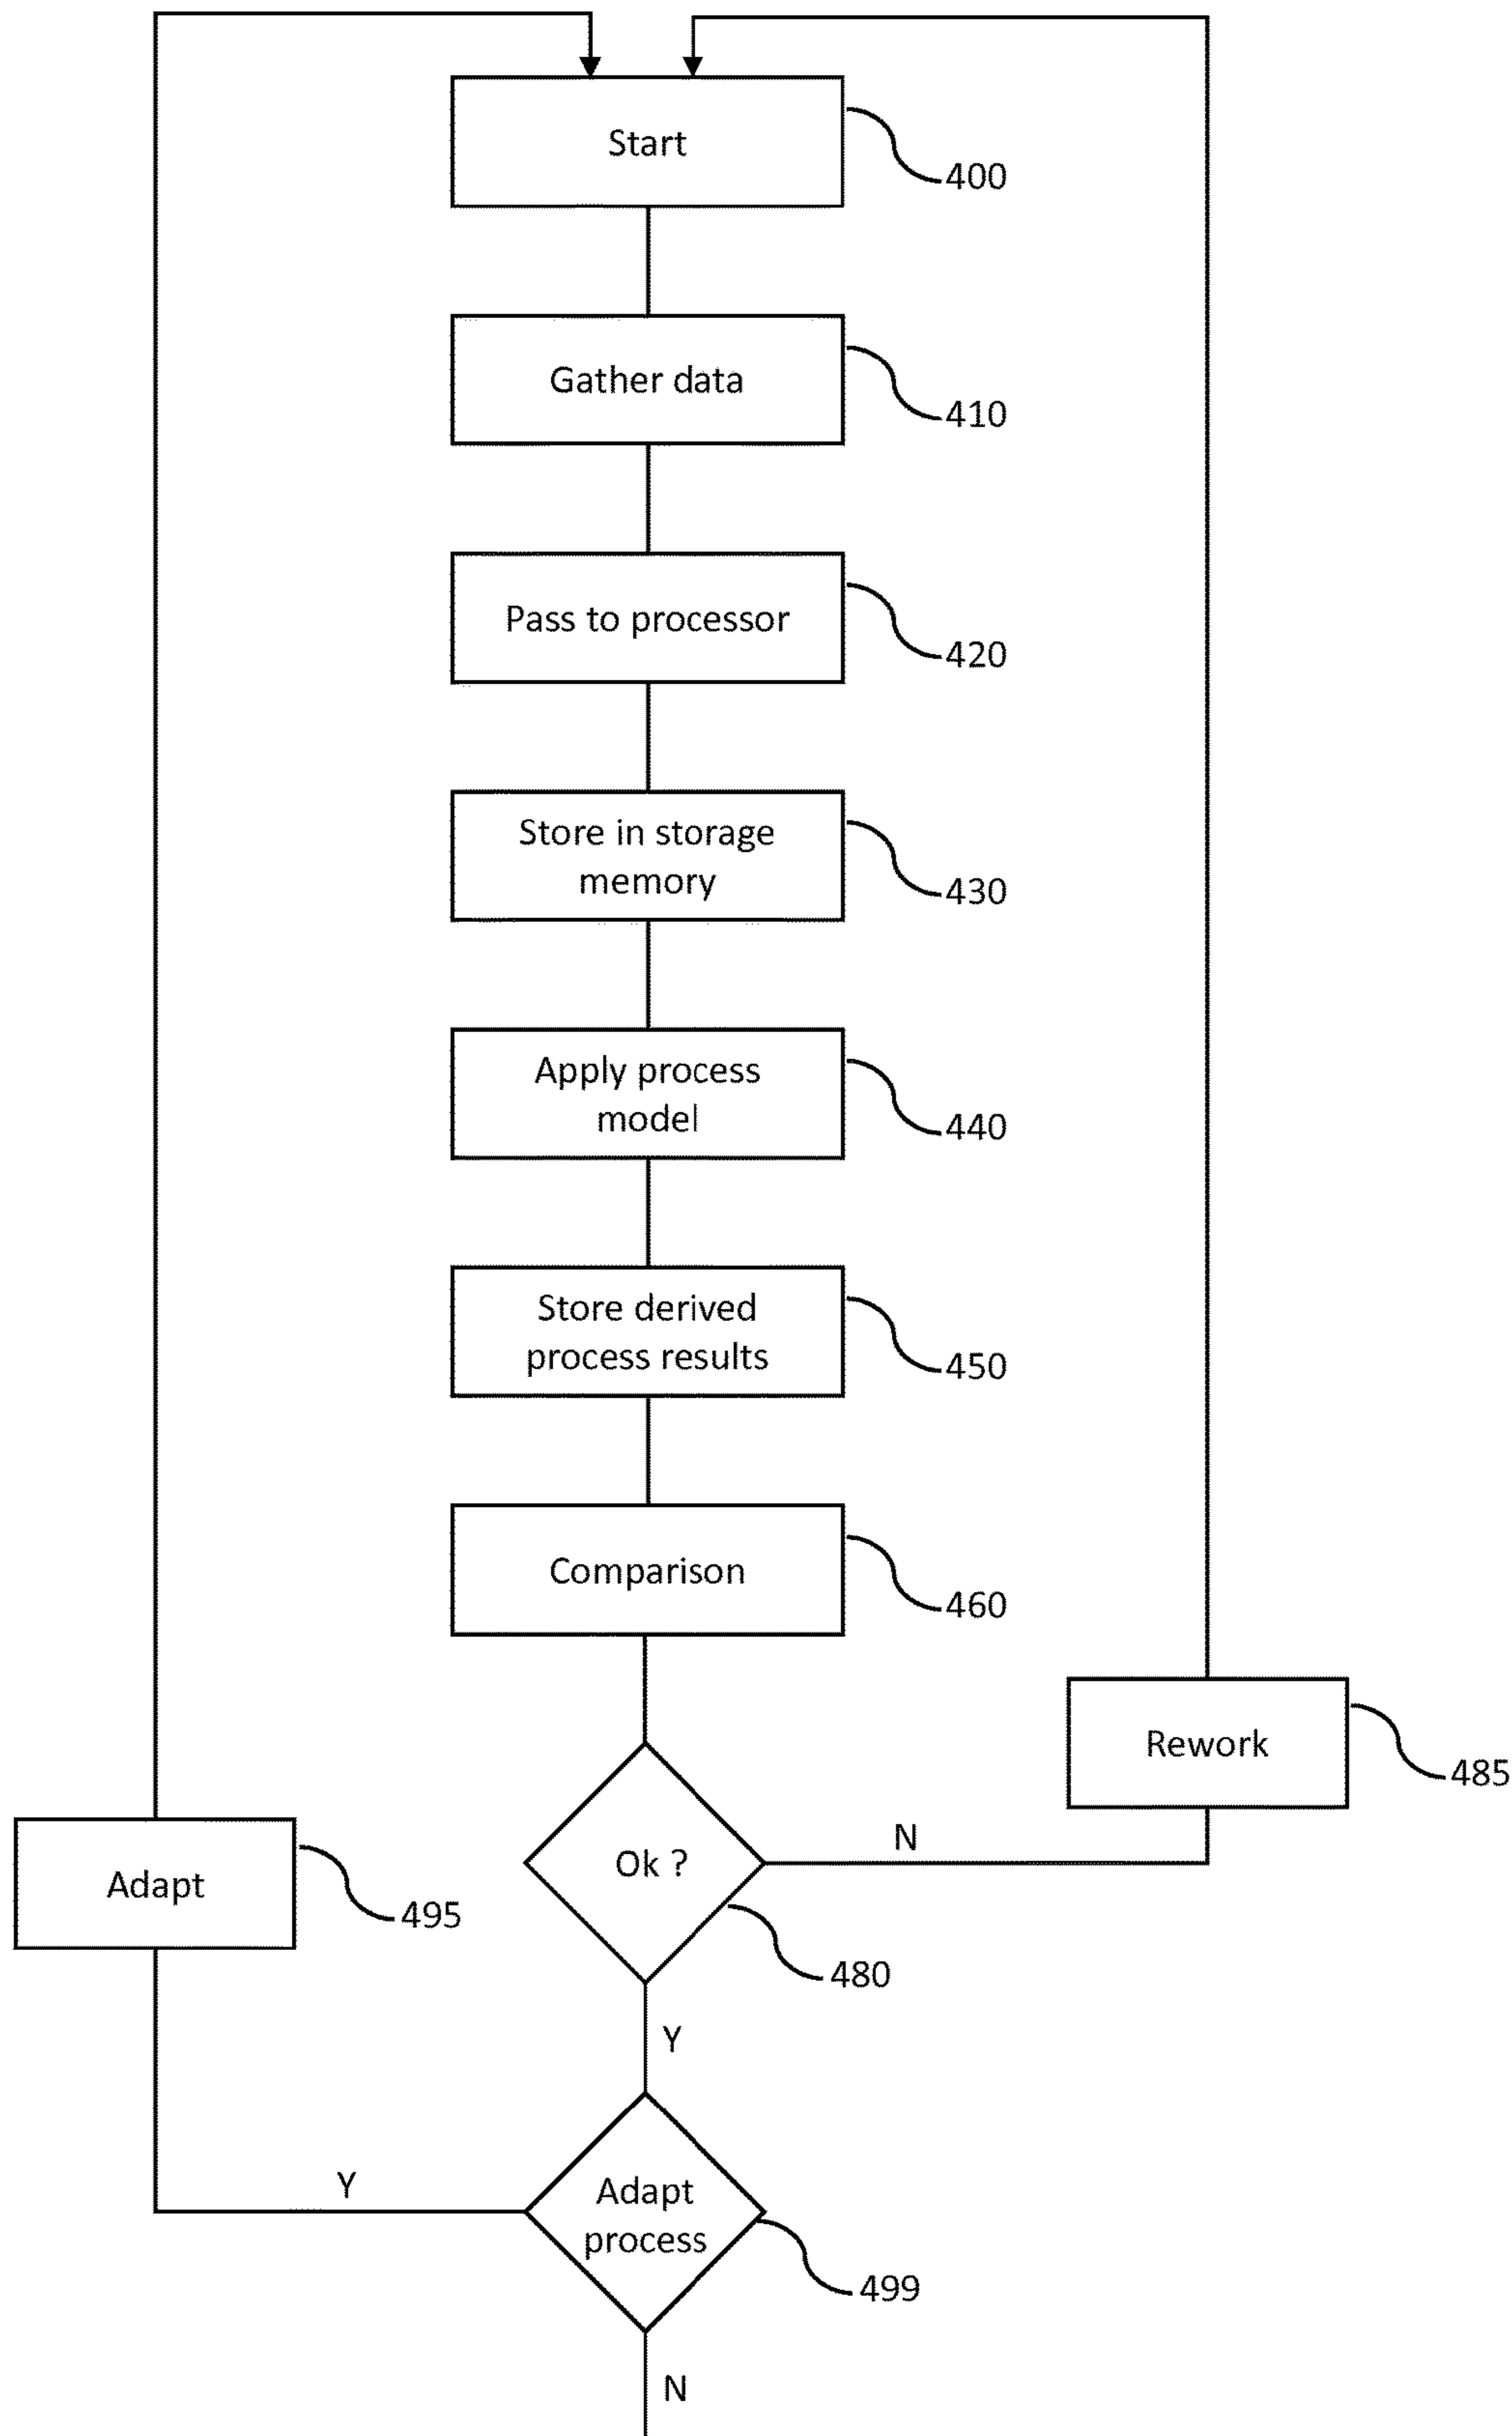 Start
400
Gather data
410
Pass to processor
420
Store in storage
memory
430
Apply process
model
440
Store derived
process results
450
Comparison
460
Rework
485
N
Ok ?
Adapt
495
480
Y
Y
Adapt
process
499
N